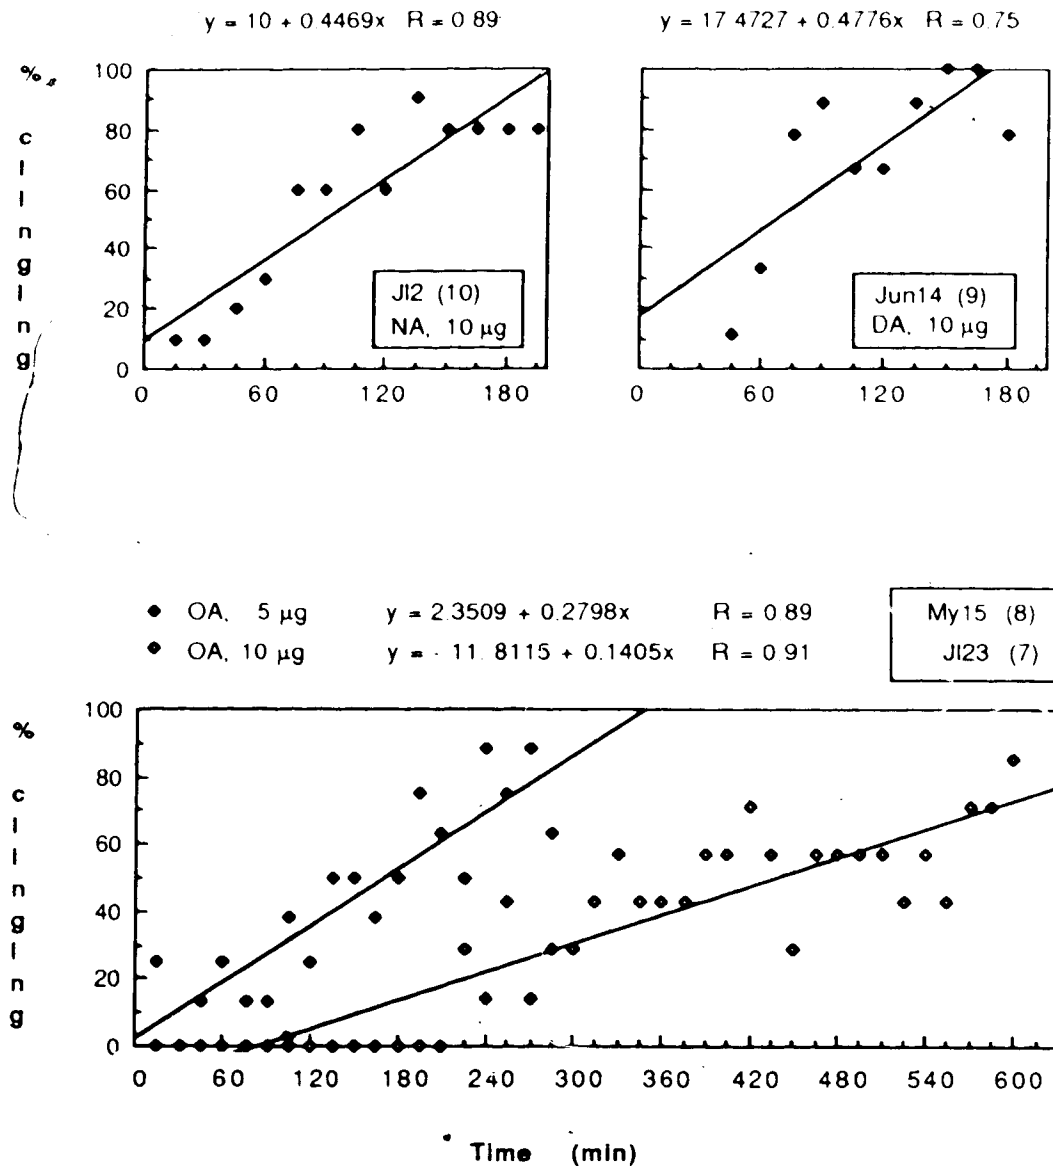 y = 10 + 0.4469x R = 0.89
y = 17.4727 + 0.4776x R = 0.75
% clinging
100
80
60
40
20
0
0 60 120 180
Jl2 (10)
NA, 10 µg
0 60 120 180
Jun14 (9)
DA, 10 µg
OA, 5 µg y = 2.3509 + 0.2798x R = 0.89
OA, 10 µg y = - 11.8115 + 0.1405x R = 0.91
My15 (8)
Jl23 (7)
% clinging
100
80
60
40
20
0
0 60 120 180 240 300 360 420 480 540 600
Time (min)